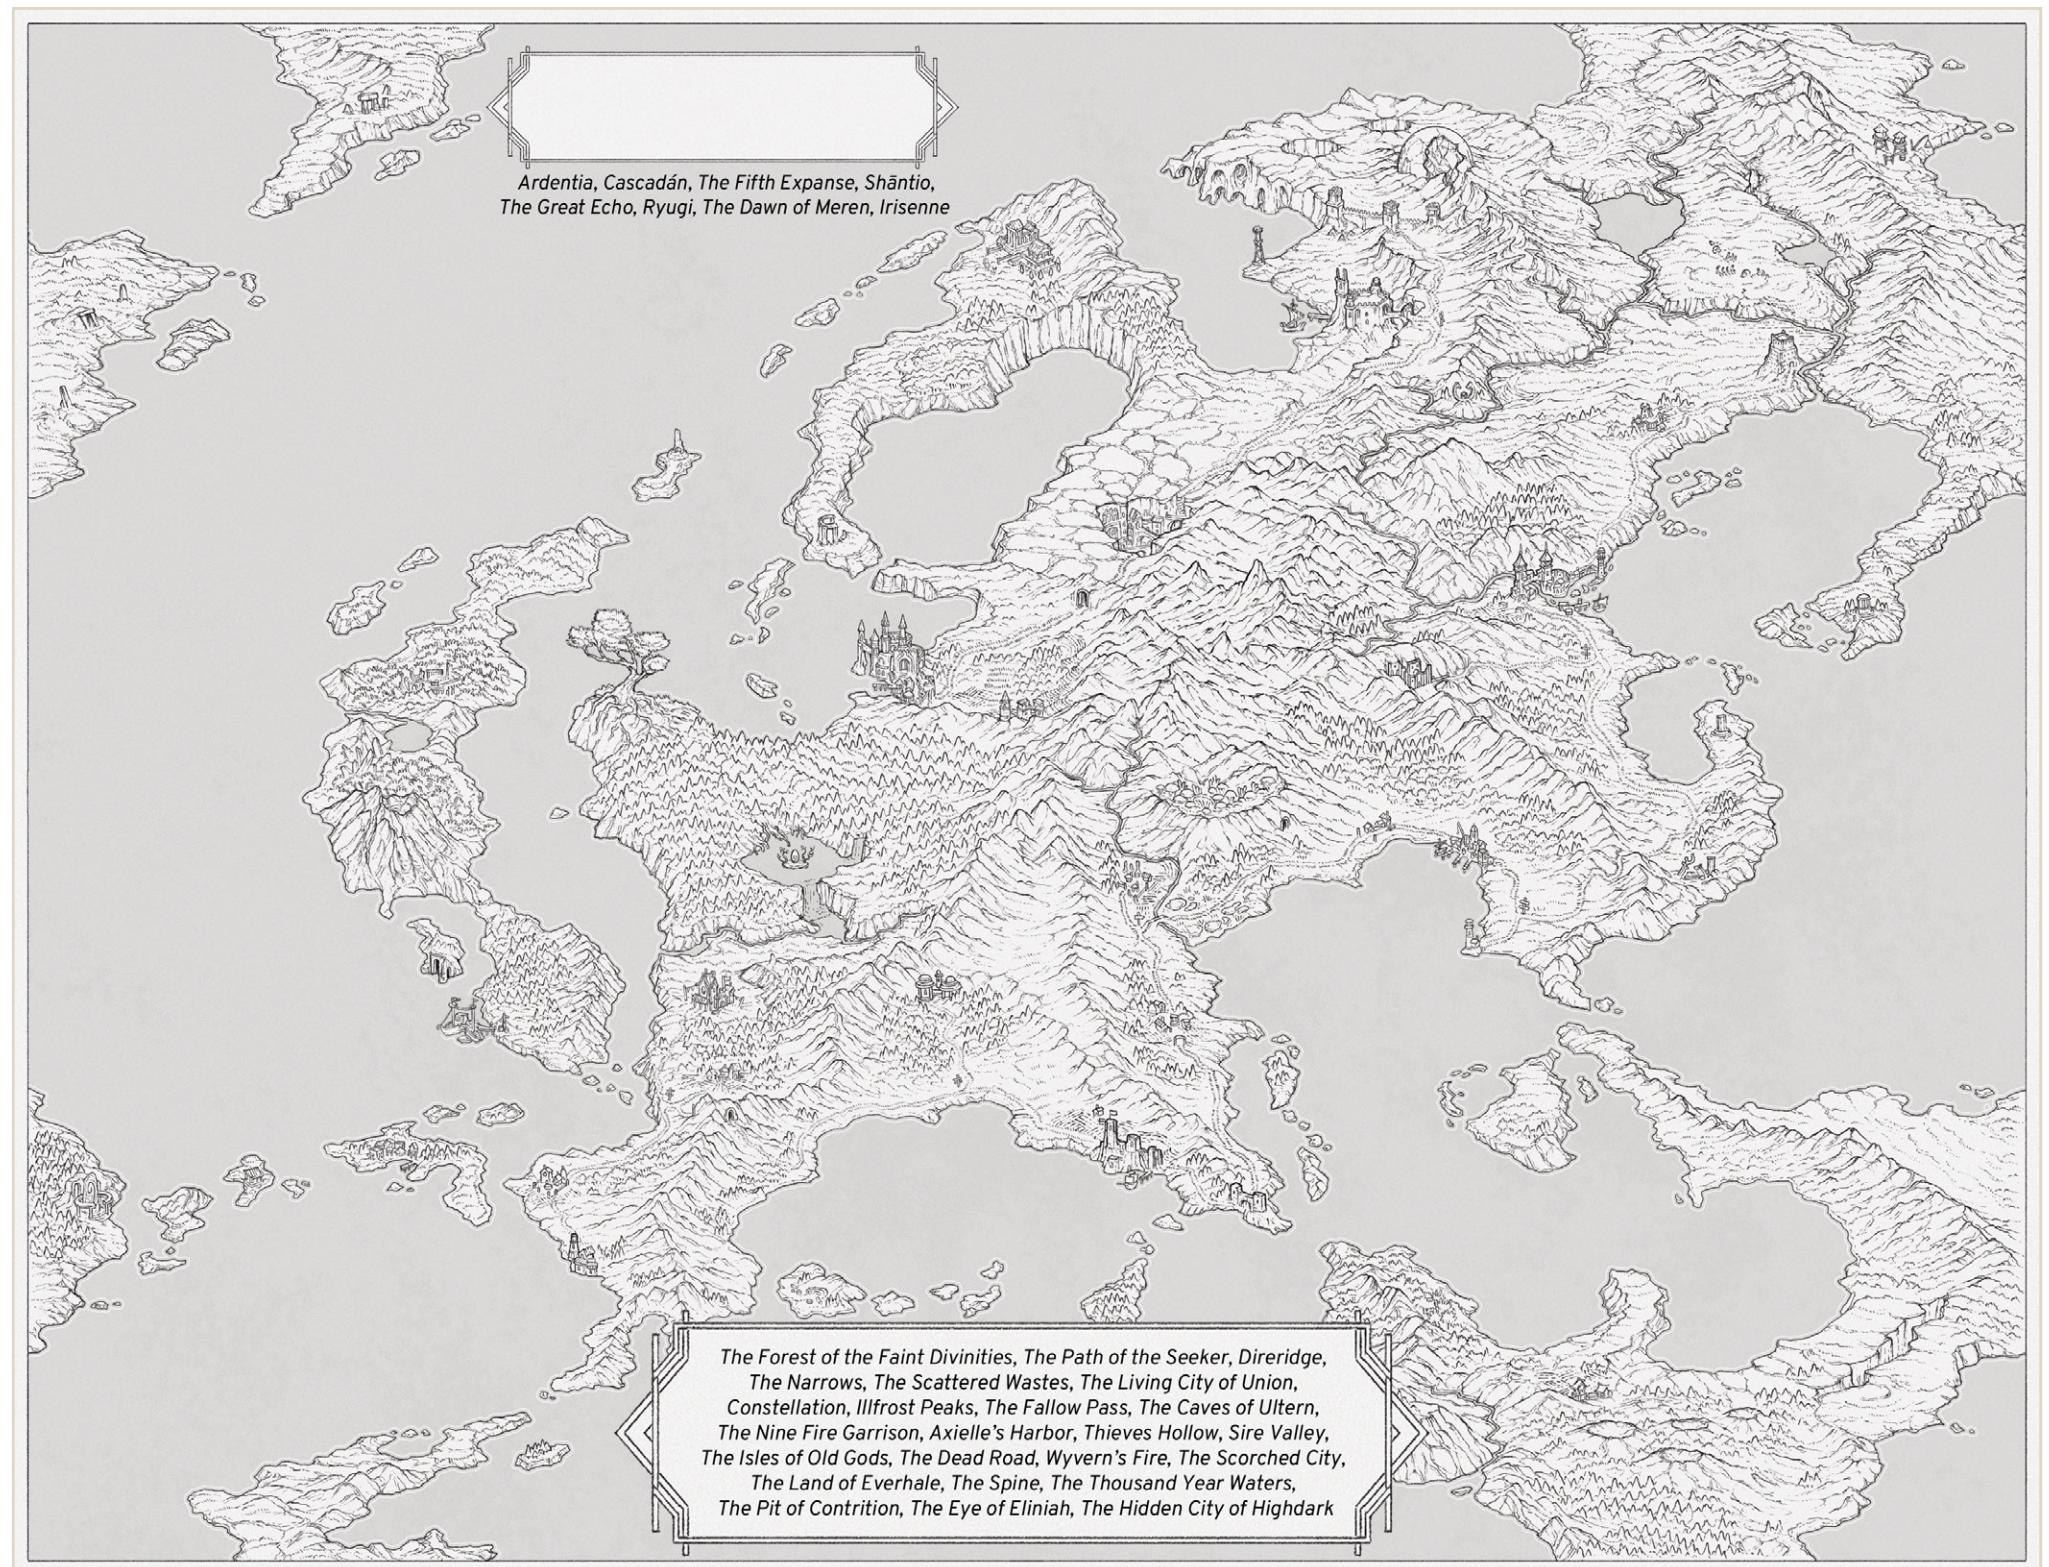 Ardentia, Cascadán, The Fifth Expanse, Shāntio,
The Great Echo, Ryugi, The Dawn of Meren, Irisenne
The Forest of the Faint Divinities, The Path of the Seeker, Direridge,
The Narrows, The Scattered Wastes, The Living City of Union,
Constellation, Illfrost Peaks, The Fallow Pass, The Caves of Ultern,
The Nine Fire Garrison, Axielle's Harbor, Thieves Hollow, Sire Valley,
The Isles of Old Gods, The Dead Road, Wyvern's Fire, The Scorched City,
The Land of Everhale, The Spine, The Thousand Year Waters,
The Pit of Contrition, The Eye of Eliniah, The Hidden City of Highdark